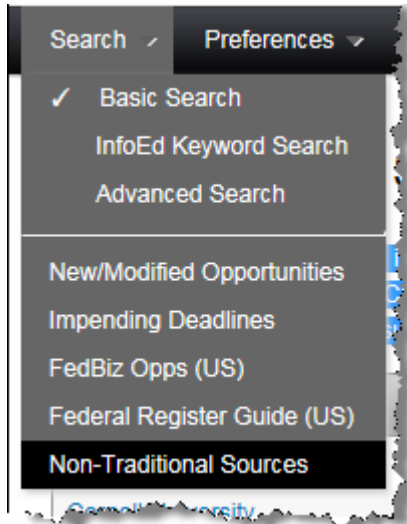 Search Preferences
✓ Basic Search
InfoEd Keyword Search
Advanced Search
New/Modified Opportunities
Impending Deadlines
FedBiz Opps (US)
Federal Register Guide (US)
Non-Traditional Sources